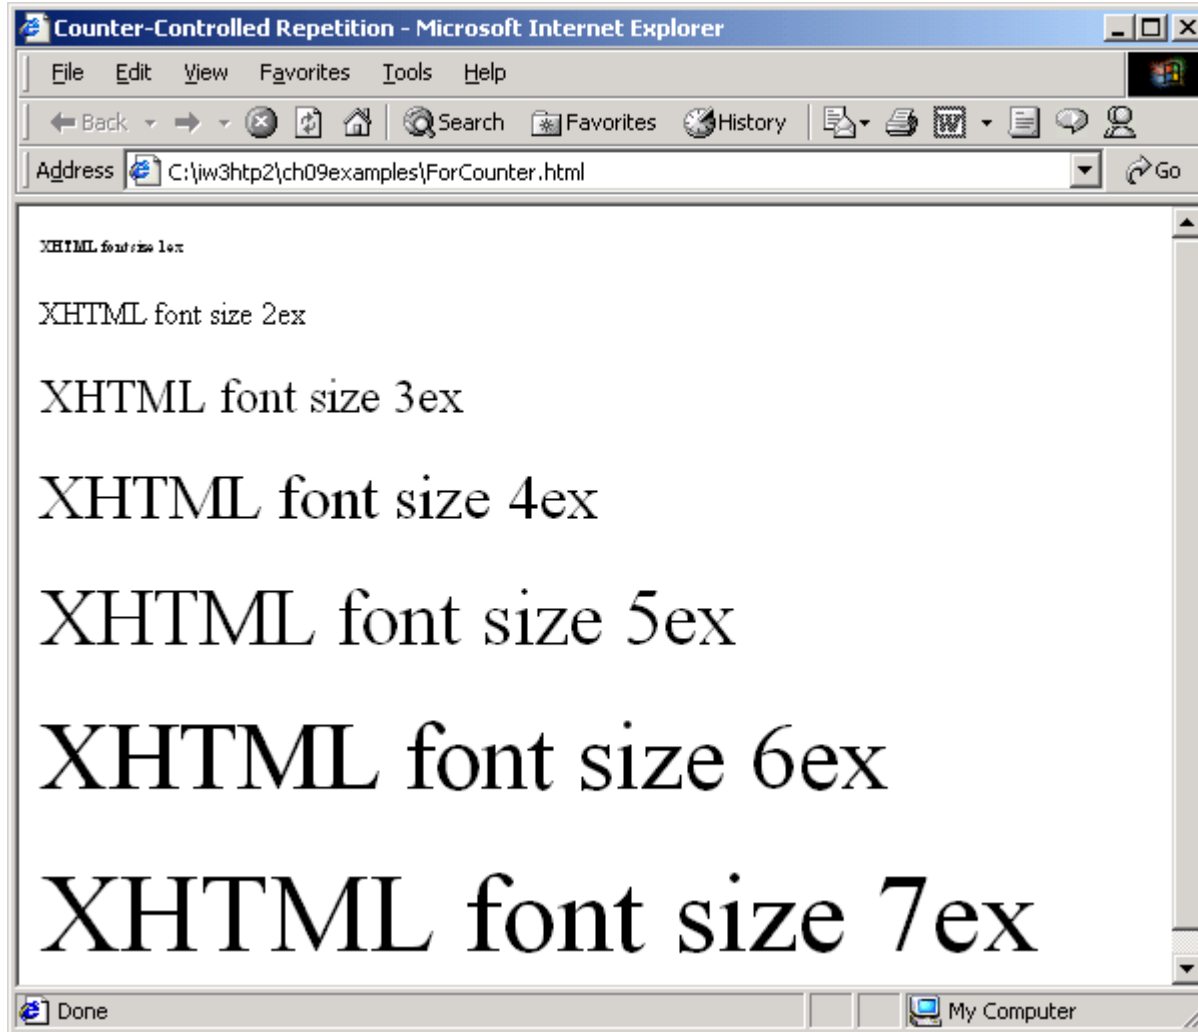 Counter-Controlled Repetition - Microsoft Internet Explorer
File Edit View Favorites Tools Help
Back Search Favorites History
Address C:\iw3htp2\ch09examples\ForCounter.html Go
XHTML font size 1ex
XHTML font size 2ex
XHTML font size 3ex
XHTML font size 4ex
XHTML font size 5ex
XHTML font size 6ex
XHTML font size 7ex
Done My Computer